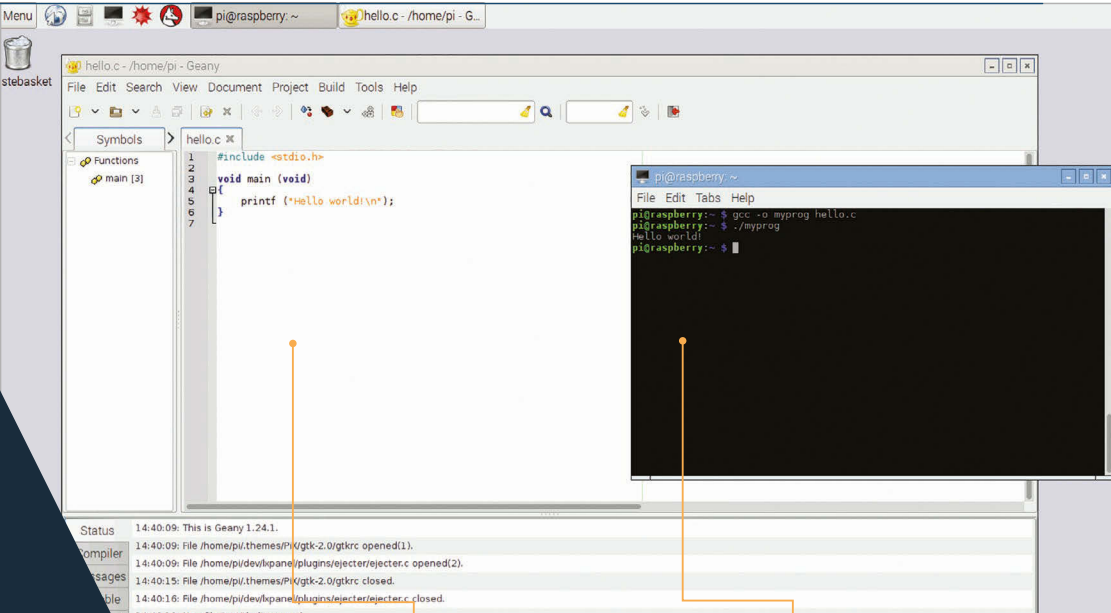 Menu
pi@raspberry: ~
hello.c - /home/pi - G...
stebasket
hello.c - /home/pi - Geany
File Edit Search View Document Project Build Tools Help
Symbols
hello.c
Functions
main [3]
1 #include <stdio.h>
2
3 void main (void)
4 {
5 printf ("Hello world!\n");
6 }
7
pi@raspberry: ~
File Edit Tabs Help
pi@raspberry:~ $ gcc -o myprog hello.c
pi@raspberry:~ $ ./myprog
Hello world!
pi@raspberry:~ $
Status
ompiler
ssages
ble
14:40:09: This is Geany 1.24.1.
14:40:09: File /home/pi/.themes/PiX/gtk-2.0/gtkrc opened(1).
14:40:09: File /home/pi/dev/lxpanel/plugins/ejecter/ejecter.c opened(2).
14:40:15: File /home/pi/.themes/PiX/gtk-2.0/gtkrc closed.
14:40:16: File /home/pi/dev/lxpanel/plugins/ejecter/ejecter.c closed.